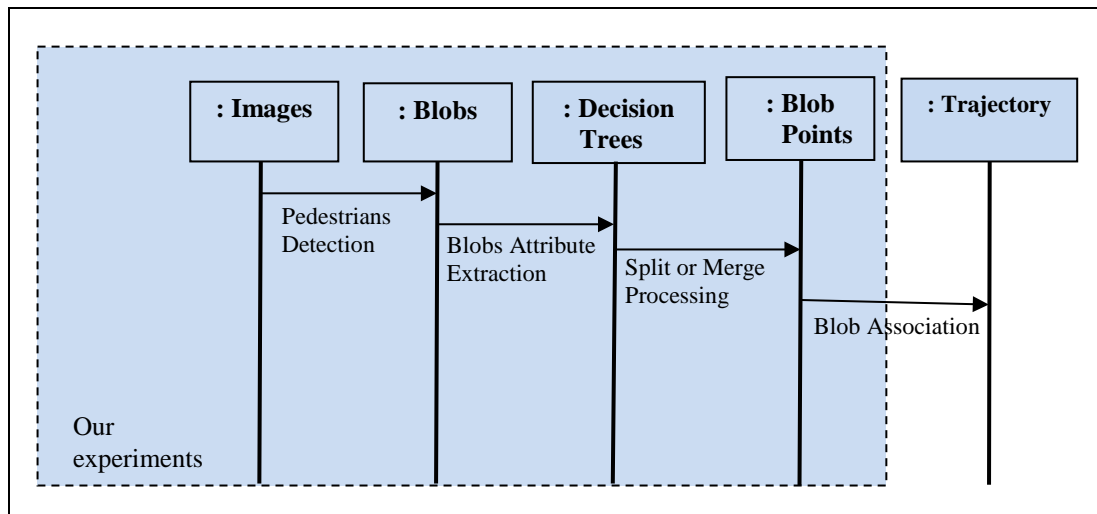 : Images
: Blobs
: Decision
Trees
: Blob
Points
: Trajectory
Pedestrians
Detection
Blobs Attribute
Extraction
Split or Merge
Processing
Blob Association
Our
experiments